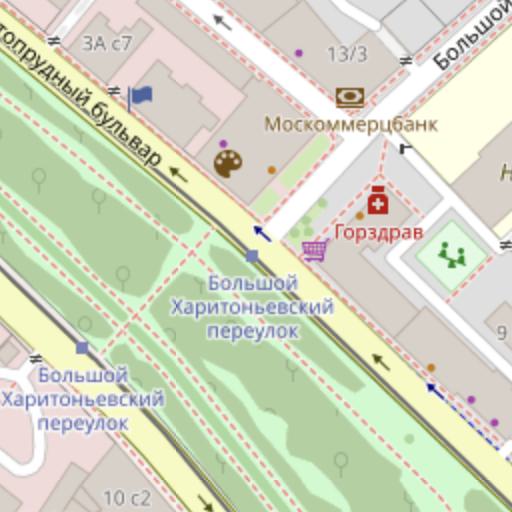 3А с7
13/3
Большой
топрудный бульвар
Москоммерцбанк
Н
Горздрав
Большой
Харитоньевский
переулок
9
Большой
Харитоньевский
переулок
10 с2